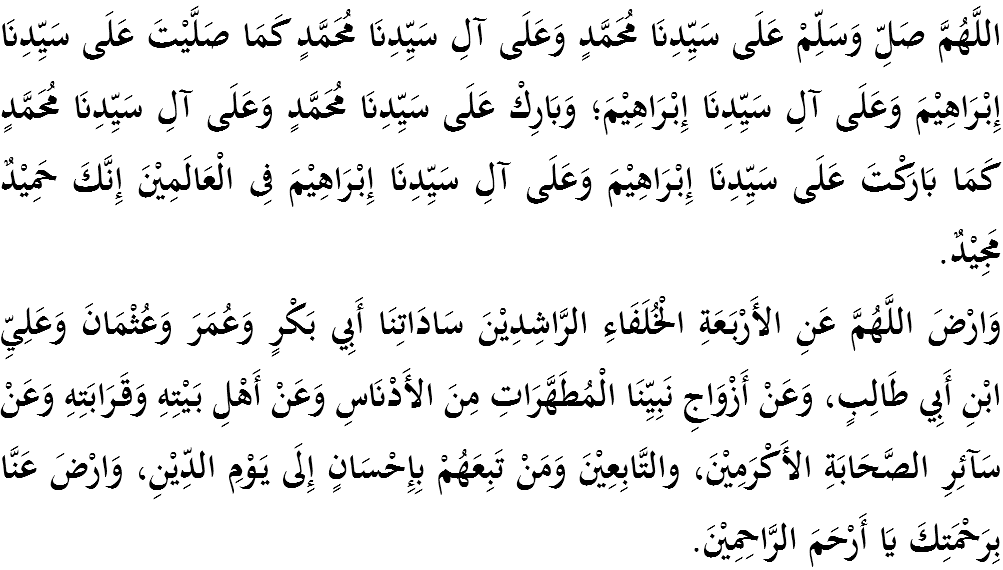 اللَّهُمَّ صَلِّ وَسَلِّمْ عَلَى سَيِّدِنَا مُحَمَّدٍ وَعَلَى آلِ سَيِّدِنَا مُحَمَّدٍ كَمَا صَلَّيْتَ عَلَى سَيِّدِنَا
إِبْرَاهِيْمَ وَعَلَى آلِ سَيِّدِنَا إِبْرَاهِيْمَ؛ وَبَارِكْ عَلَى سَيِّدِنَا مُحَمَّدٍ وَعَلَى آلِ سَيِّدِنَا مُحَمَّدٍ
كَمَا بَارَكْتَ عَلَى سَيِّدِنَا إِبْرَاهِيْمَ وَعَلَى آلِ سَيِّدِنَا إِبْرَاهِيْمَ فِى الْعَالَمِيْنَ إِنَّكَ حَمِيْدٌ
مَجِيْدٌ.
وَارْضَ اللَّهُمَّ عَنِ الأَرْبَعَةِ الْخُلَفَاءِ الرَّاشِدِيْنَ سَادَاتِنَا أَبِي بَكْرٍ وَعُمَرَ وَعُثْمَانَ وَعَلِيِّ
ابْنِ أَبِي طَالِبٍ، وَعَنْ أَزْوَاجِ نَبِيِّنَا الْمُطَهَّرَاتِ مِنَ الأَدْنَاسِ وَعَنْ أَهْلِ بَيْتِهِ وَقَرَابَتِهِ وَعَنْ
سَآئِرِ الصَّحَابَةِ الأَكْرَمِيْنَ، والتَّابِعِيْنَ وَمَنْ تَبِعَهُمْ بِإِحْسَانٍ إِلَى يَوْمِ الدِّيْنِ، وَارْضَ عَنَّا
بِرَحْمَتِكَ يَا أَرْحَمَ الرَّاحِمِيْنَ.